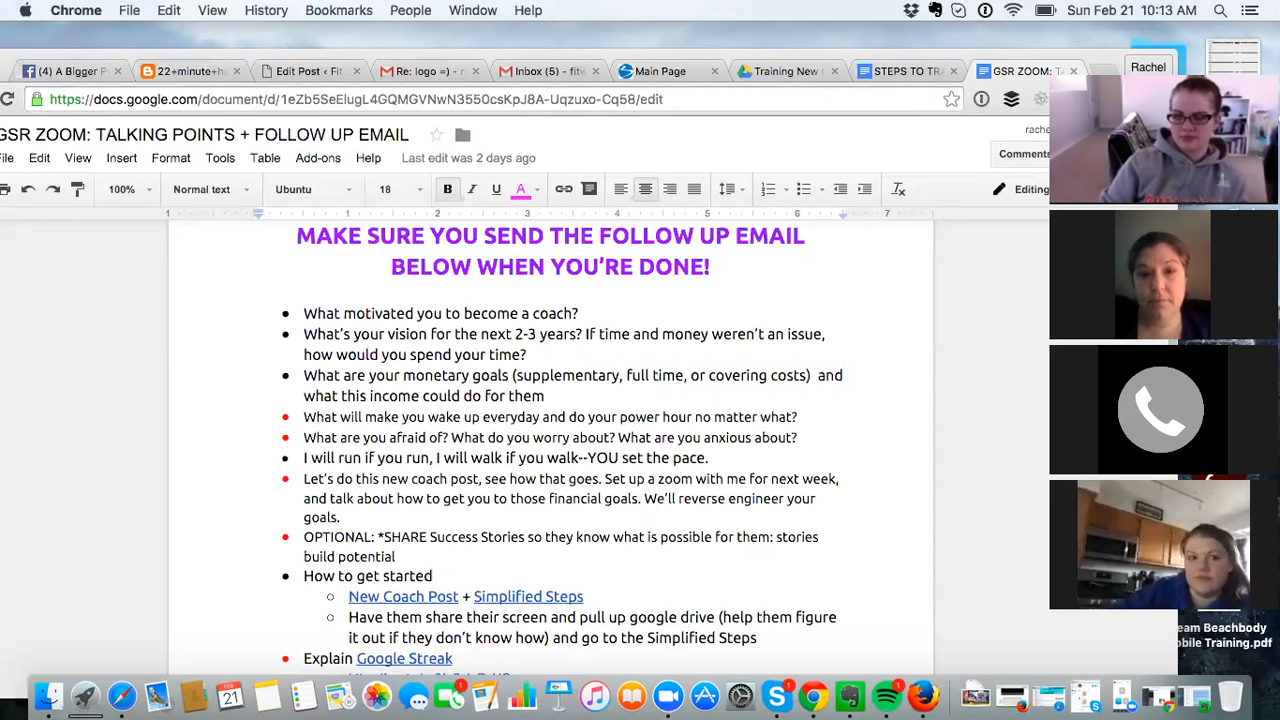 Chrome File Edit View History Bookmarks People Window Help Sun Feb 21 10:13 AM
(4) A Bigger P 22+minute+ha Edit Post ‹ Fit Re: logo =) - r Inbox (5) - fitw Main Page Training New STEPS TO TRA GSR ZOOM: TA Rachel
https://docs.google.com/document/d/1eZb5SeElugL4GQMGVNwN3550csKpJ8A-Uqzuxo-Cq58/edit
GSR ZOOM: TALKING POINTS + FOLLOW UP EMAIL
File Edit View Insert Format Tools Table Add-ons Help Last edit was 2 days ago Comments
100% Normal text Ubuntu 18 B I U A Editing
1 1 2 3 4 5 6 7
MAKE SURE YOU SEND THE FOLLOW UP EMAIL
BELOW WHEN YOU'RE DONE!
What motivated you to become a coach?
What's your vision for the next 2-3 years? If time and money weren't an issue,
how would you spend your time?
What are your monetary goals (supplementary, full time, or covering costs) and
what this income could do for them
What will make you wake up everyday and do your power hour no matter what?
What are you afraid of? What do you worry about? What are you anxious about?
I will run if you run, I will walk if you walk--YOU set the pace.
Let's do this new coach post, see how that goes. Set up a zoom with me for next week,
and talk about how to get you to those financial goals. We'll reverse engineer your
goals.
OPTIONAL: *SHARE Success Stories so they know what is possible for them: stories
build potential
How to get started
New Coach Post + Simplified Steps
Have them share their screen and pull up google drive (help them figure
it out if they don't know how) and go to the Simplified Steps
Explain Google Streak
eam Beachbody
obile Training.pdf